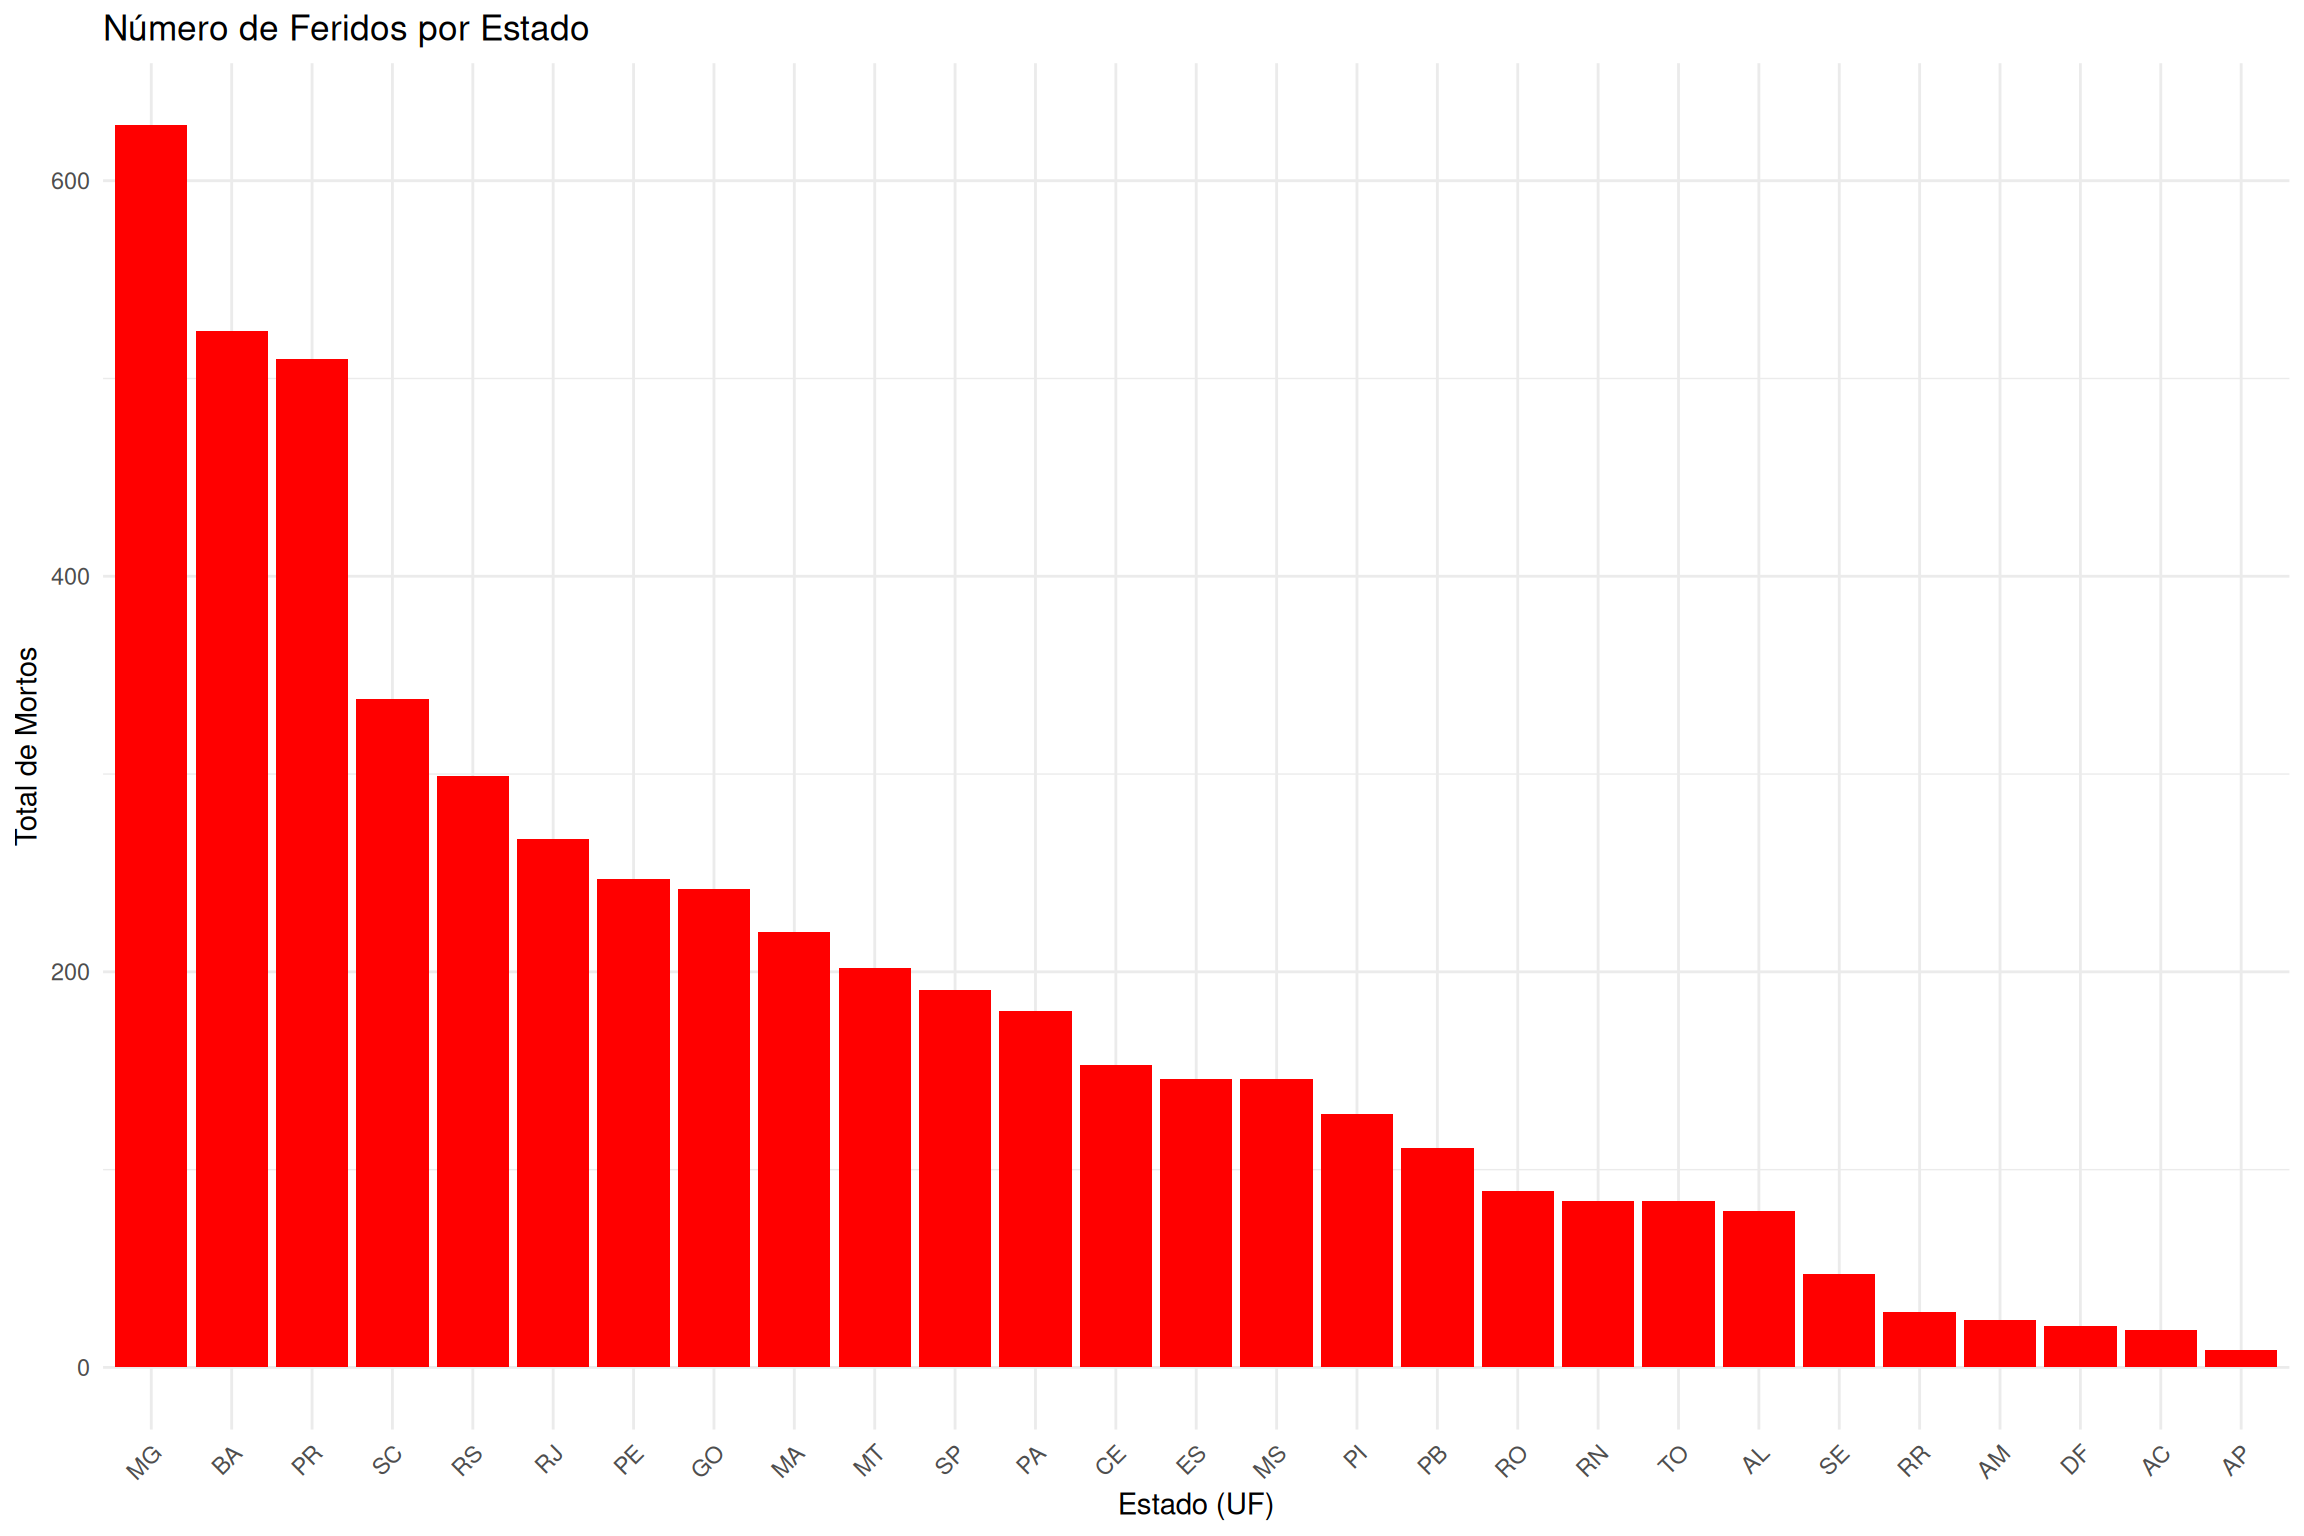 Número de Feridos por Estado
Total de Mortos
600
400
200
0
MG BA PR SC RS RJ PE GO MA MT SP PA CE ES MS PI PB RO RN TO AL SE RR AM DF AC AP
Estado (UF)